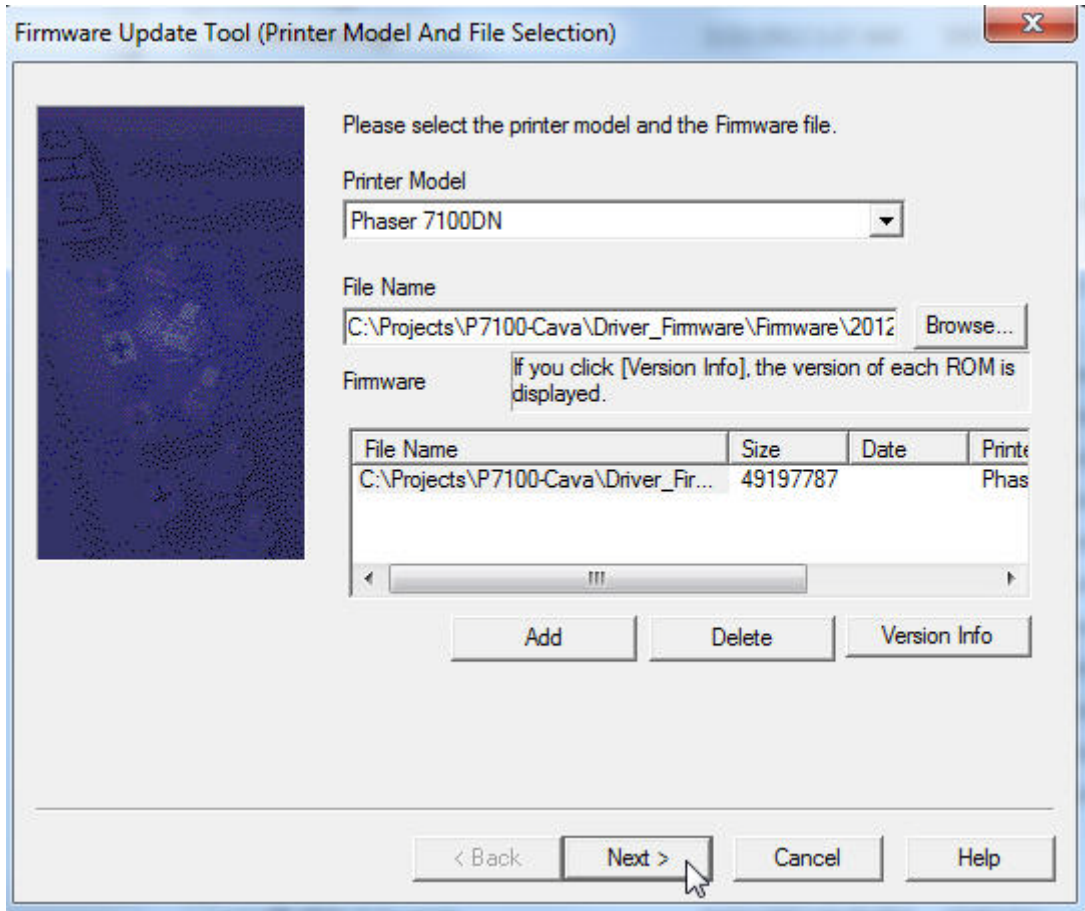 Firmware Update Tool (Printer Model And File Selection)
Please select the printer model and the Firmware file.
Printer Model
Phaser 7100DN
File Name
C:\Projects\P7100-Cava\Driver_Firmware\Firmware\2012
Browse...
Firmware
If you click [Version Info], the version of each ROM is
displayed.
File Name Size Date Printe
C:\Projects\P7100-Cava\Driver_Fir... 49197787 Phas
Add Delete Version Info
< Back Next > Cancel Help